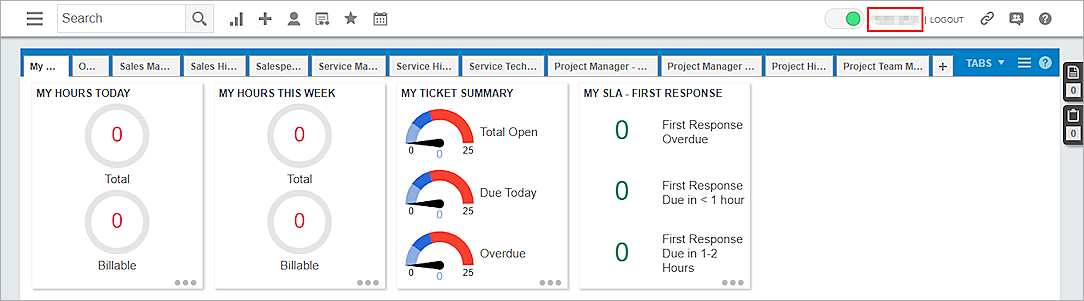 Search
| LOGOUT
My ...
O...
Sales Ma...
Sales Hi...
Salespe...
Service Ma...
Service Hi...
Service Tech...
Project Manager - ...
Project Manager ...
Project Hi...
Project Team M...
+
TABS
?
MY HOURS TODAY
0
Total
0
Billable
MY HOURS THIS WEEK
0
Total
0
Billable
MY TICKET SUMMARY
Total Open
0 0 25
Due Today
0 0 25
Overdue
0 0 25
MY SLA - FIRST RESPONSE
0
First Response
Overdue
0
First Response
Due in < 1 hour
0
First Response
Due in 1-2
Hours
0
0